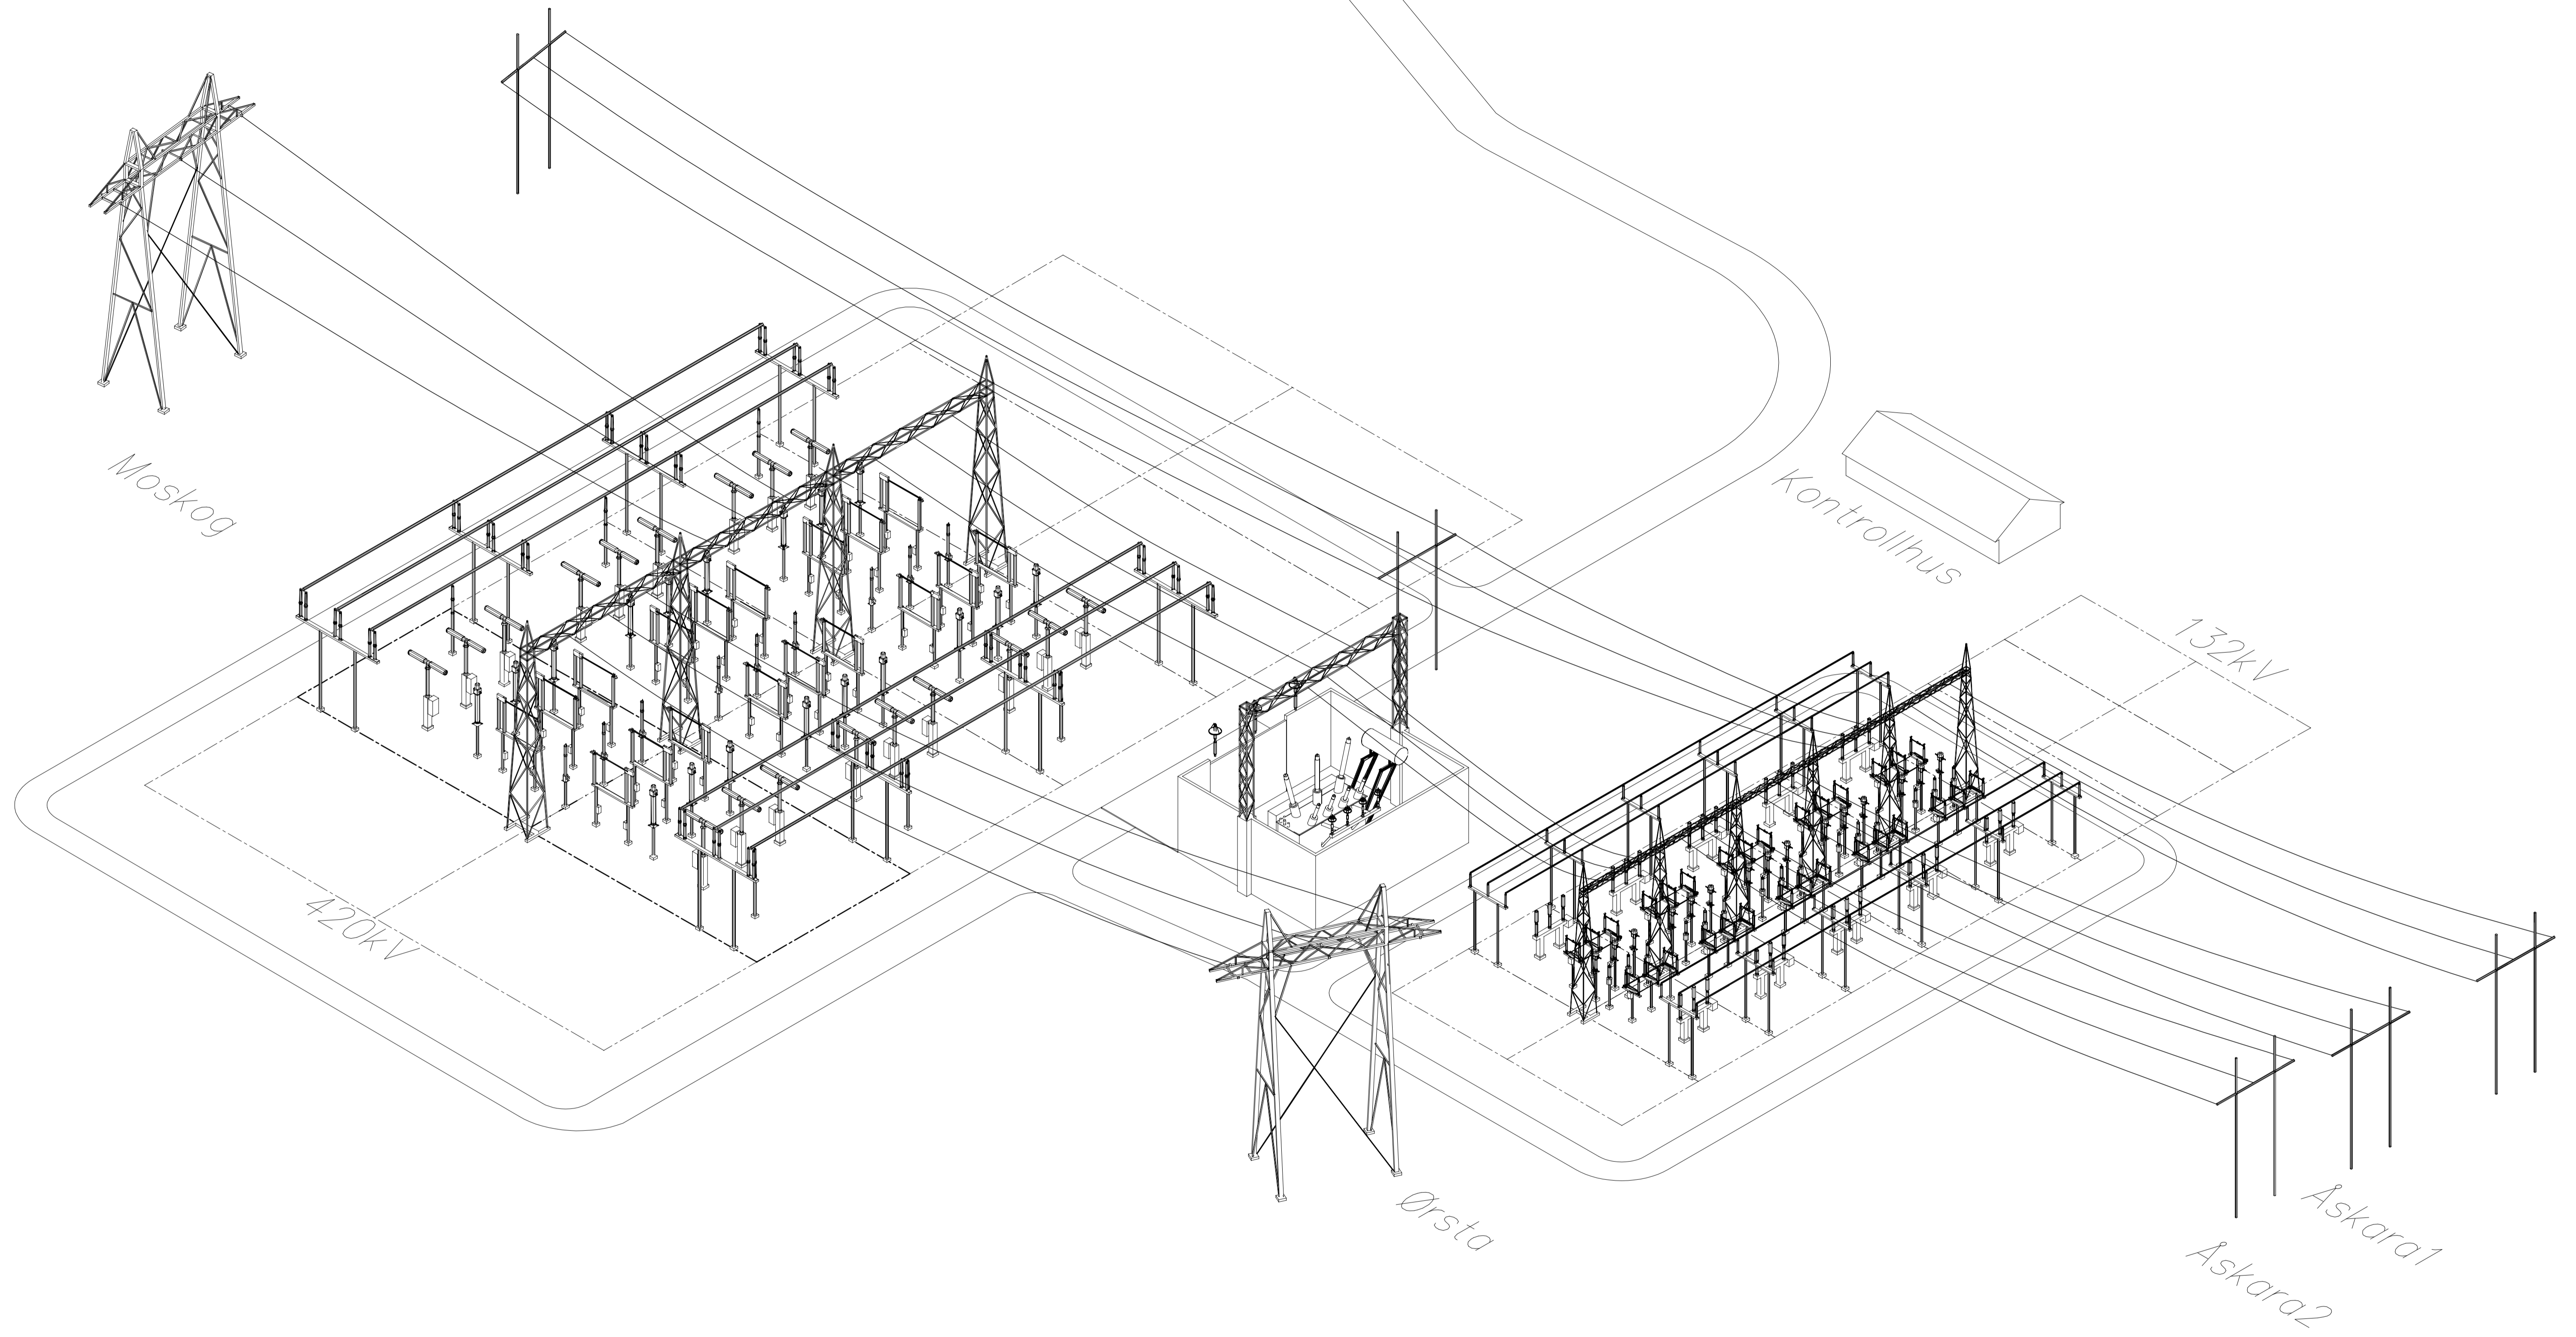 Moskog
Kontrollhus
132kV
420kV
Ørsta
Åskara1
Åskara2